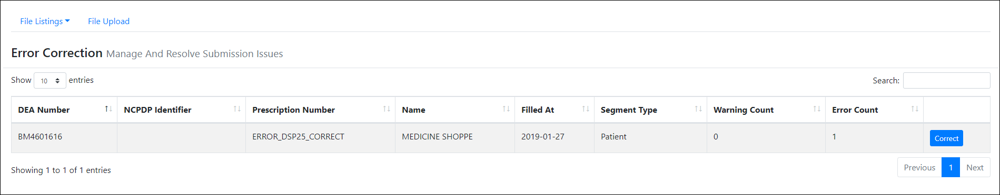 File Listings File Upload
Error Correction Manage And Resolve Submission Issues
Show 10 entries Search:
DEA Number NCPDP Identifier Prescription Number Name Filled At Segment Type Warning Count Error Count
BM4601616 ERROR_DSP25_CORRECT MEDICINE SHOPPE 2019-01-27 Patient 0 1 Correct
Showing 1 to 1 of 1 entries Previous 1 Next